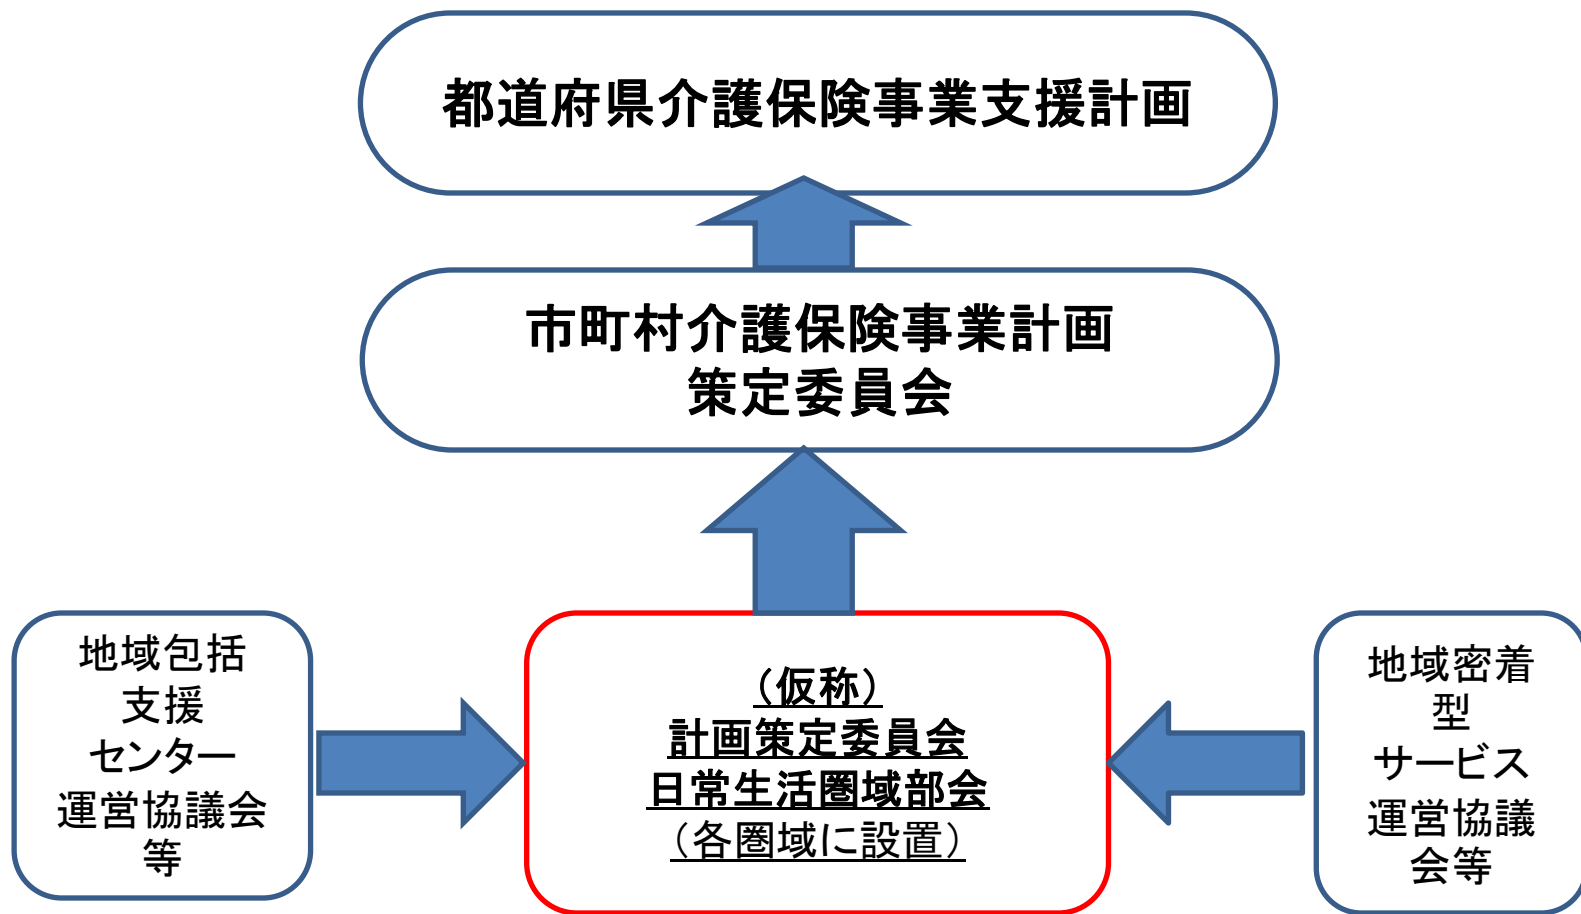 都道府県介護保険事業支援計画
市町村介護保険事業計画
策定委員会
地域包括
支援
センター
運営協議会
等
（仮称）
計画策定委員会
日常生活圏域部会
（各圏域に設置）
地域密着
型
サービス
運営協議
会等